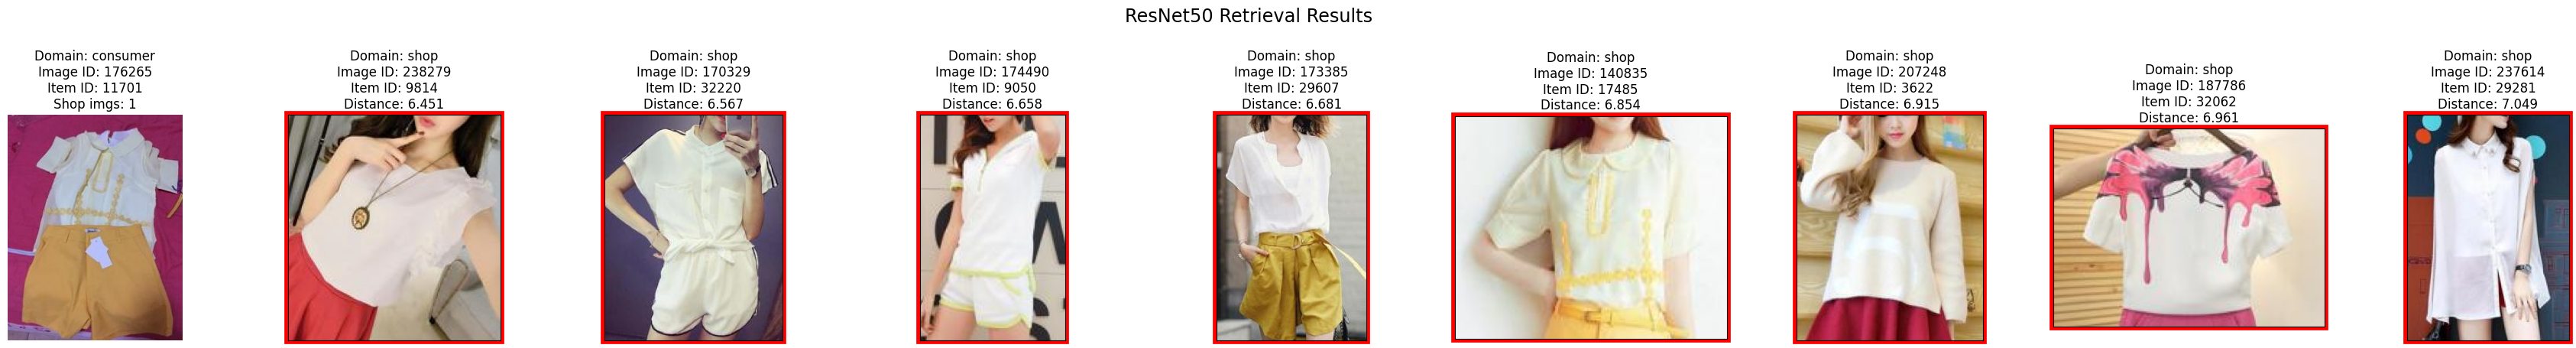 ResNet50 Retrieval Results
Domain: consumer
Image ID: 176265
Item ID: 11701
Shop imgs: 1
Domain: shop
Image ID: 238279
Item ID: 9814
Distance: 6.451
Domain: shop
Image ID: 170329
Item ID: 32220
Distance: 6.567
Domain: shop
Image ID: 174490
Item ID: 9050
Distance: 6.658
Domain: shop
Image ID: 173385
Item ID: 29607
Distance: 6.681
Domain: shop
Image ID: 140835
Item ID: 17485
Distance: 6.854
Domain: shop
Image ID: 207248
Item ID: 3622
Distance: 6.915
Domain: shop
Image ID: 187786
Item ID: 32062
Distance: 6.961
Domain: shop
Image ID: 237614
Item ID: 29281
Distance: 7.049